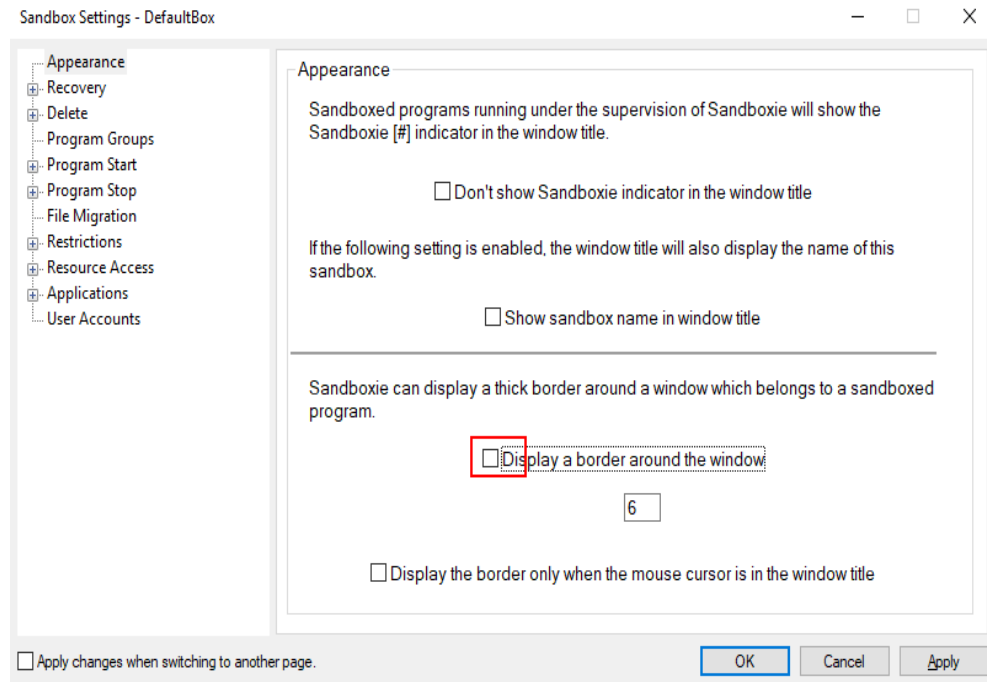 Sandbox Settings - DefaultBox
Appearance
Recovery
Delete
Program Groups
Program Start
Program Stop
File Migration
Restrictions
Resource Access
Applications
User Accounts
Appearance
Sandboxed programs running under the supervision of Sandboxie will show the
Sandboxie [#] indicator in the window title.
Don't show Sandboxie indicator in the window title
If the following setting is enabled, the window title will also display the name of this
sandbox.
Show sandbox name in window title
Sandboxie can display a thick border around a window which belongs to a sandboxed
program.
Display a border around the window
6
Display the border only when the mouse cursor is in the window title
Apply changes when switching to another page.
OK
Cancel
Apply